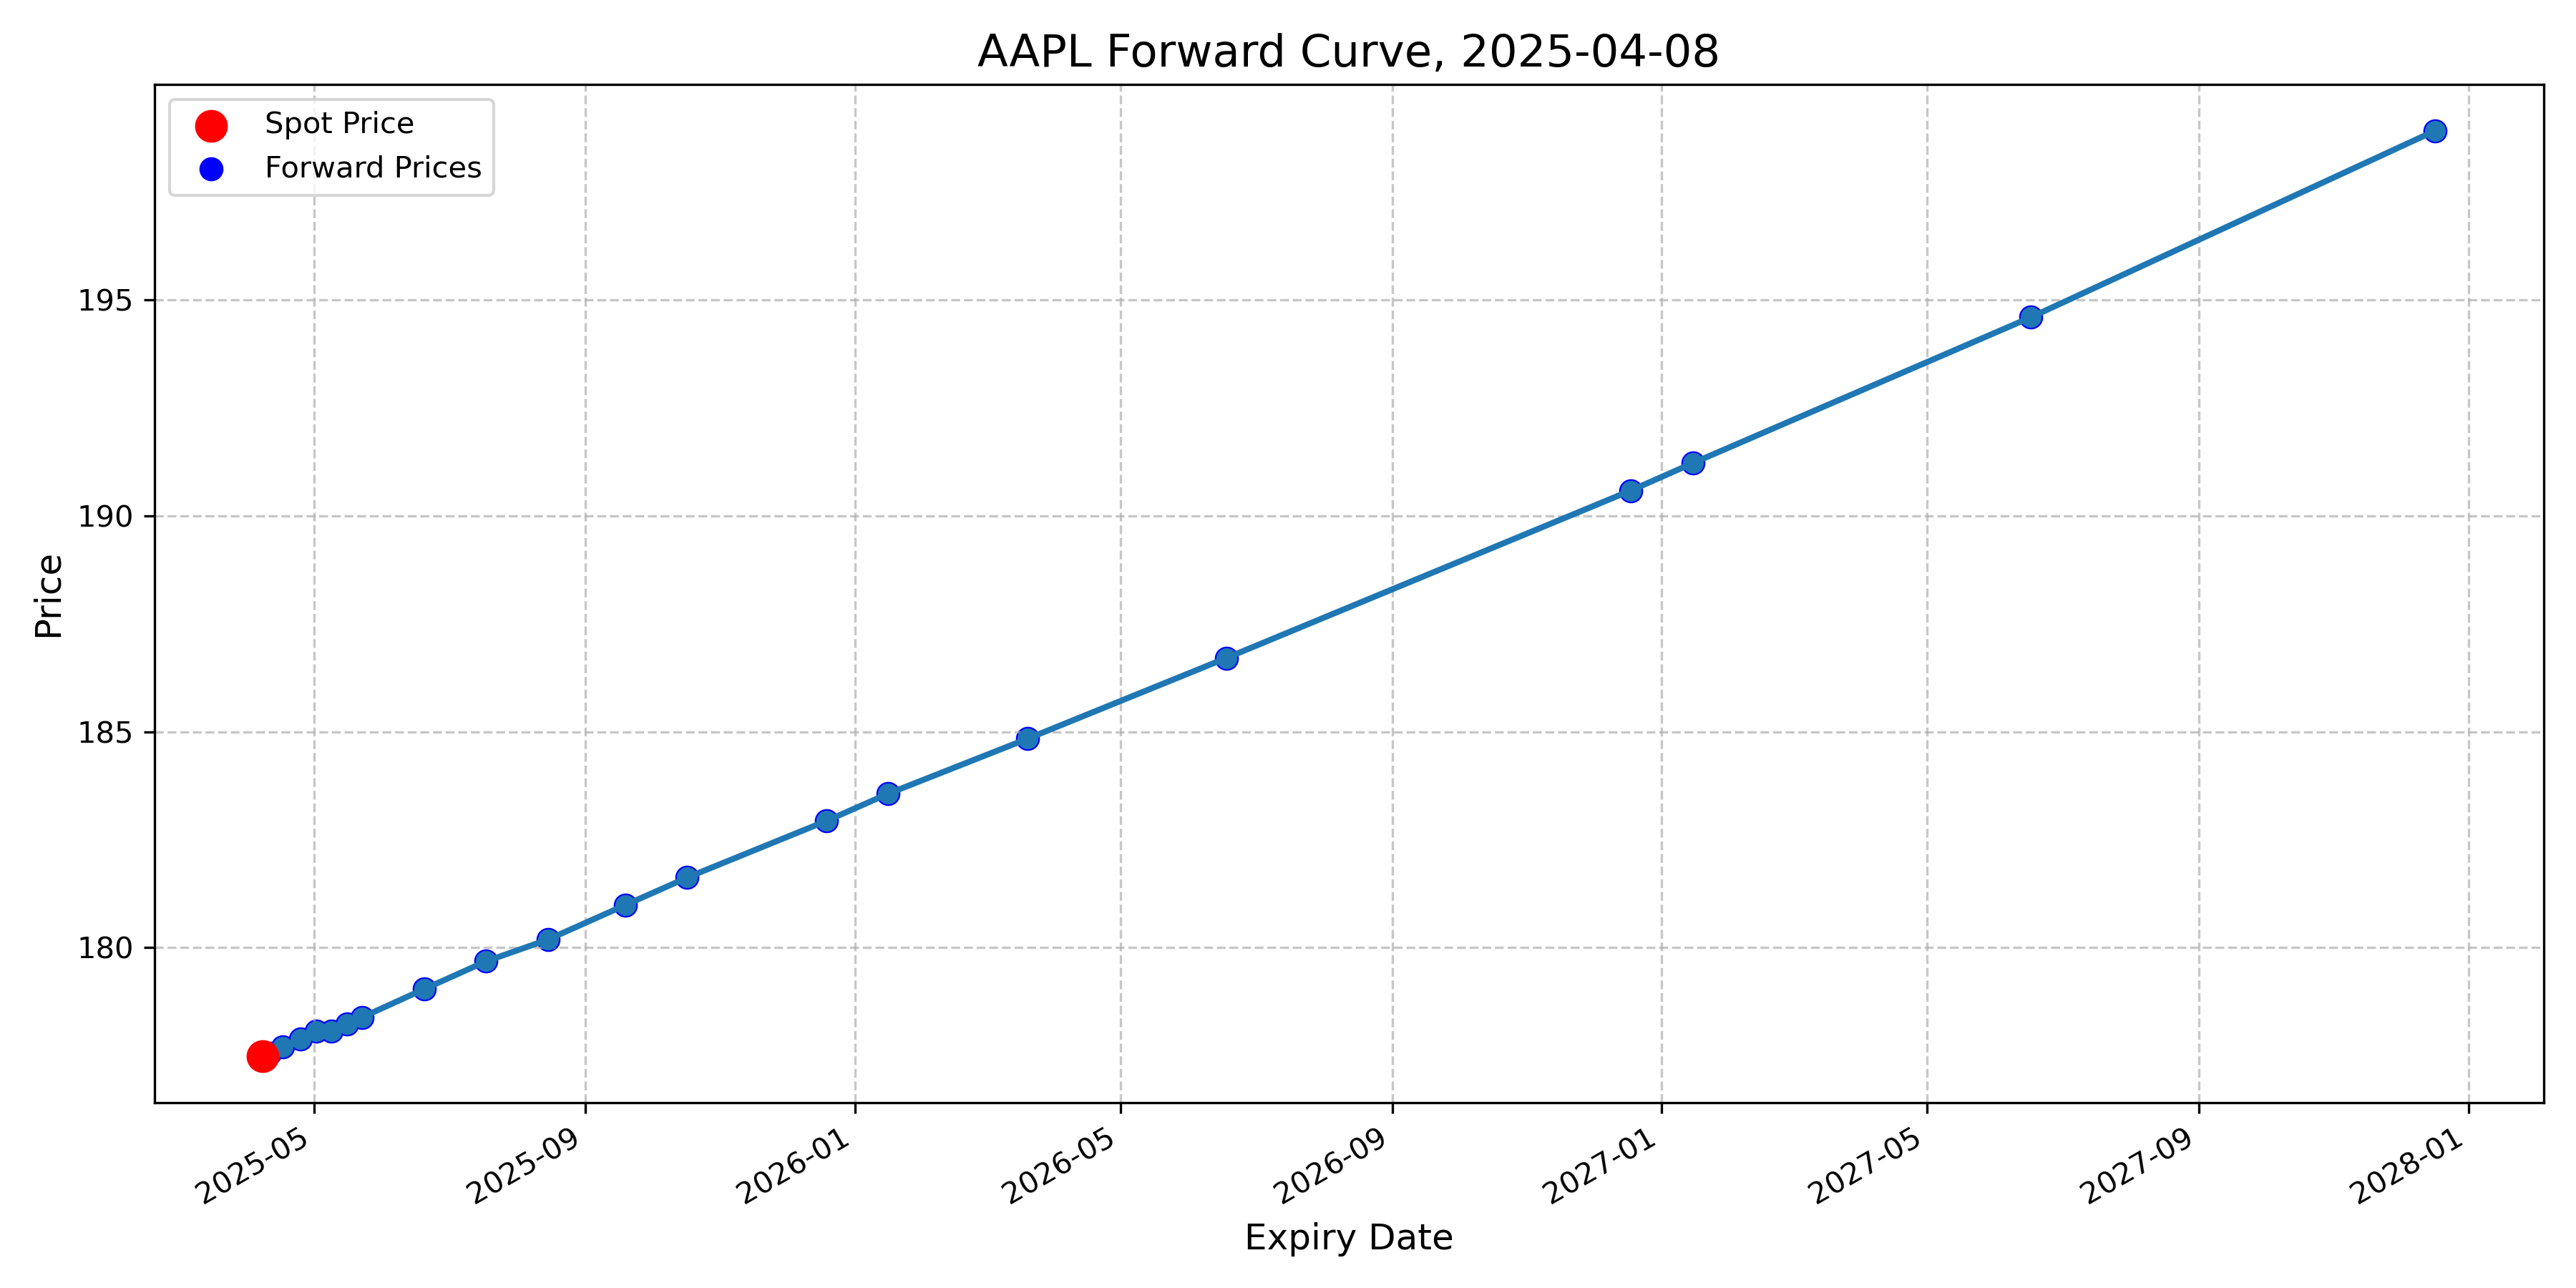 AAPL Forward Curve, 2025-04-08
Spot Price
Forward Prices
Price
195
190
185
180
2025-05
2025-09
2026-01
2026-05
2026-09
2027-01
2027-05
2027-09
2028-01
Expiry Date